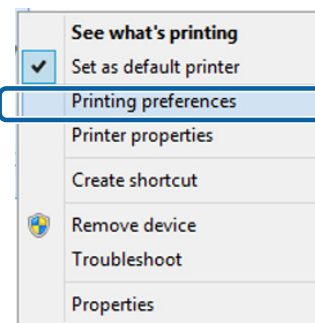 See what's printing
Set as default printer
Printing preferences
Printer properties
Create shortcut
Remove device
Troubleshoot
Properties